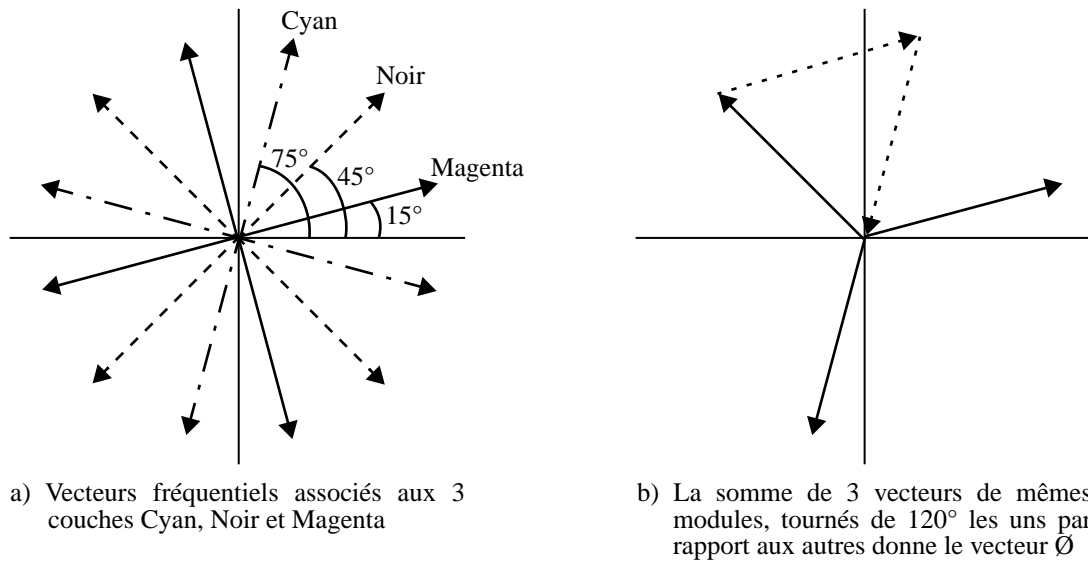 Cyan
Noir
75°
45°
Magenta
15°
a) Vecteurs fréquentiels associés aux 3
couches Cyan, Noir et Magenta
b) La somme de 3 vecteurs de mêmes
modules, tournés de 120° les uns par
rapport aux autres donne le vecteur Ø